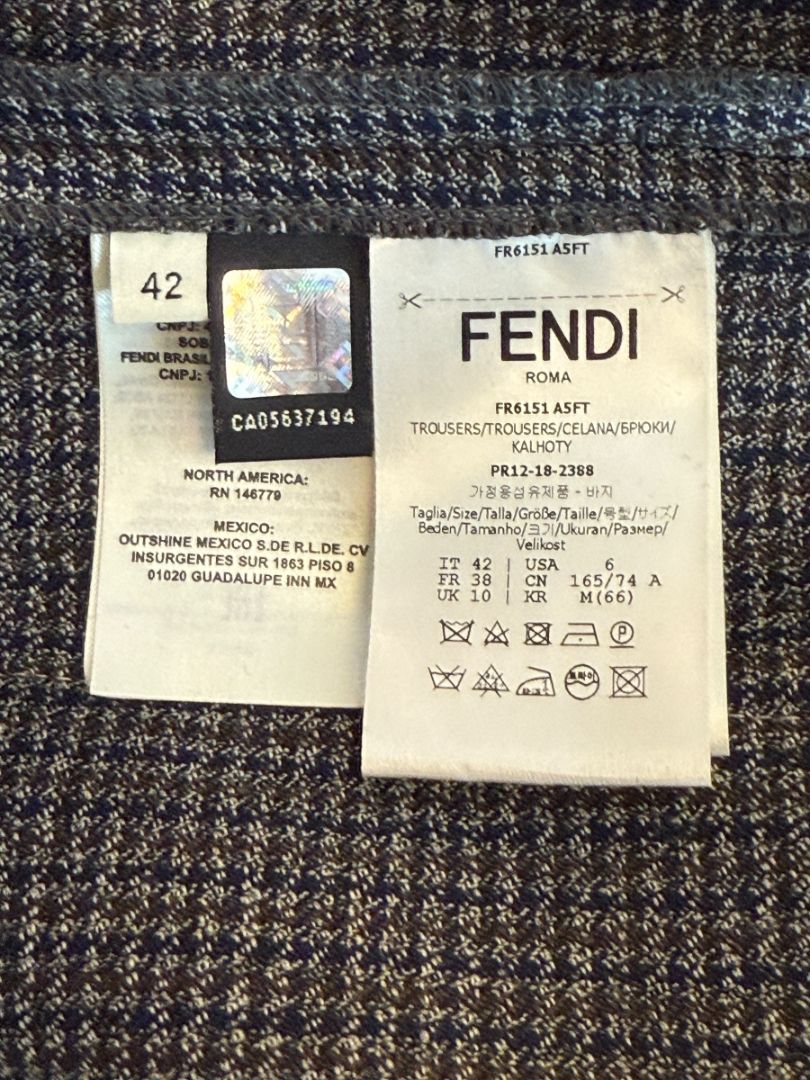 42
CNPJ:
SOB
FENDI BRASIL
CNPJ: 1
CA05637194
NORTH AMERICA:
RN 146779
MEXICO:
OUTSHINE MEXICO S.DE R.L.DE. CV
INSURGENTES SUR 1863 PISO 8
01020 GUADALUPE INN MX
FR6151 A5FT
FENDI
ROMA
FR6151 A5FT
TROUSERS/TROUSERS/CELANA/БРЮКИ/
KALHOTY
PR12-18-2388
가정용섬유제품 - 바지
Taglia/Size/Talla/Größe/Taille/号型/サイズ/
Beden/Tamanho/크기/Ukuran/Размер/
Velikost
IT 42 | USA 6
FR 38 | CN 165/74 A
UK 10 | KR M(66)
P
드라이